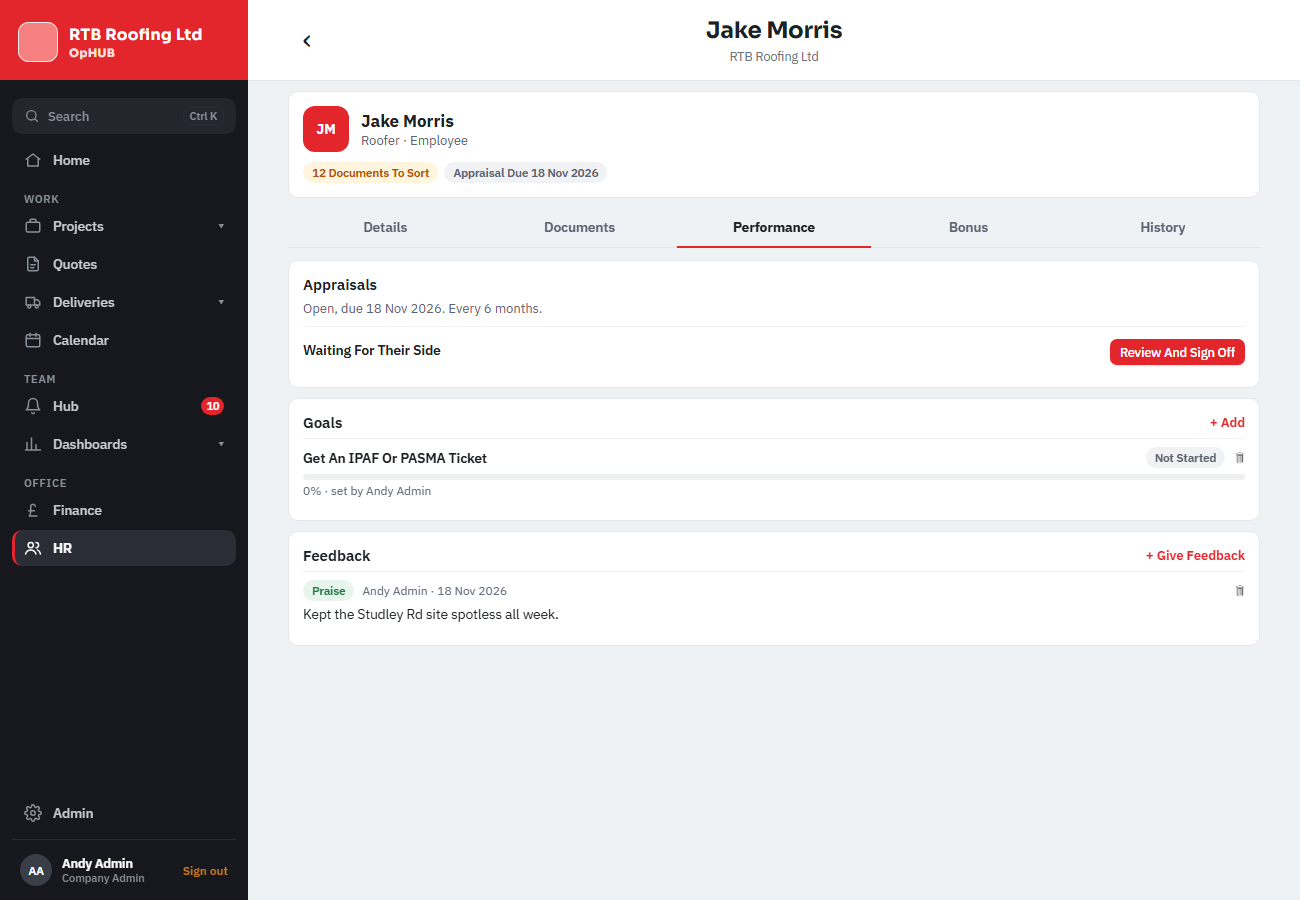 RTB Roofing Ltd
OpHUB
Search Ctrl K
Home
WORK
Projects
Quotes
Deliveries
Calendar
TEAM
Hub 10
Dashboards
OFFICE
Finance
HR
Admin
AA
Andy Admin
Company Admin
Sign out
Jake Morris
RTB Roofing Ltd
JM
Jake Morris
Roofer · Employee
12 Documents To Sort Appraisal Due 18 Nov 2026
Details Documents Performance Bonus History
Appraisals
Open, due 18 Nov 2026. Every 6 months.
Waiting For Their Side Review And Sign Off
Goals + Add
Get An IPAF Or PASMA Ticket Not Started
0% · set by Andy Admin
Feedback + Give Feedback
Praise Andy Admin · 18 Nov 2026
Kept the Studley Rd site spotless all week.